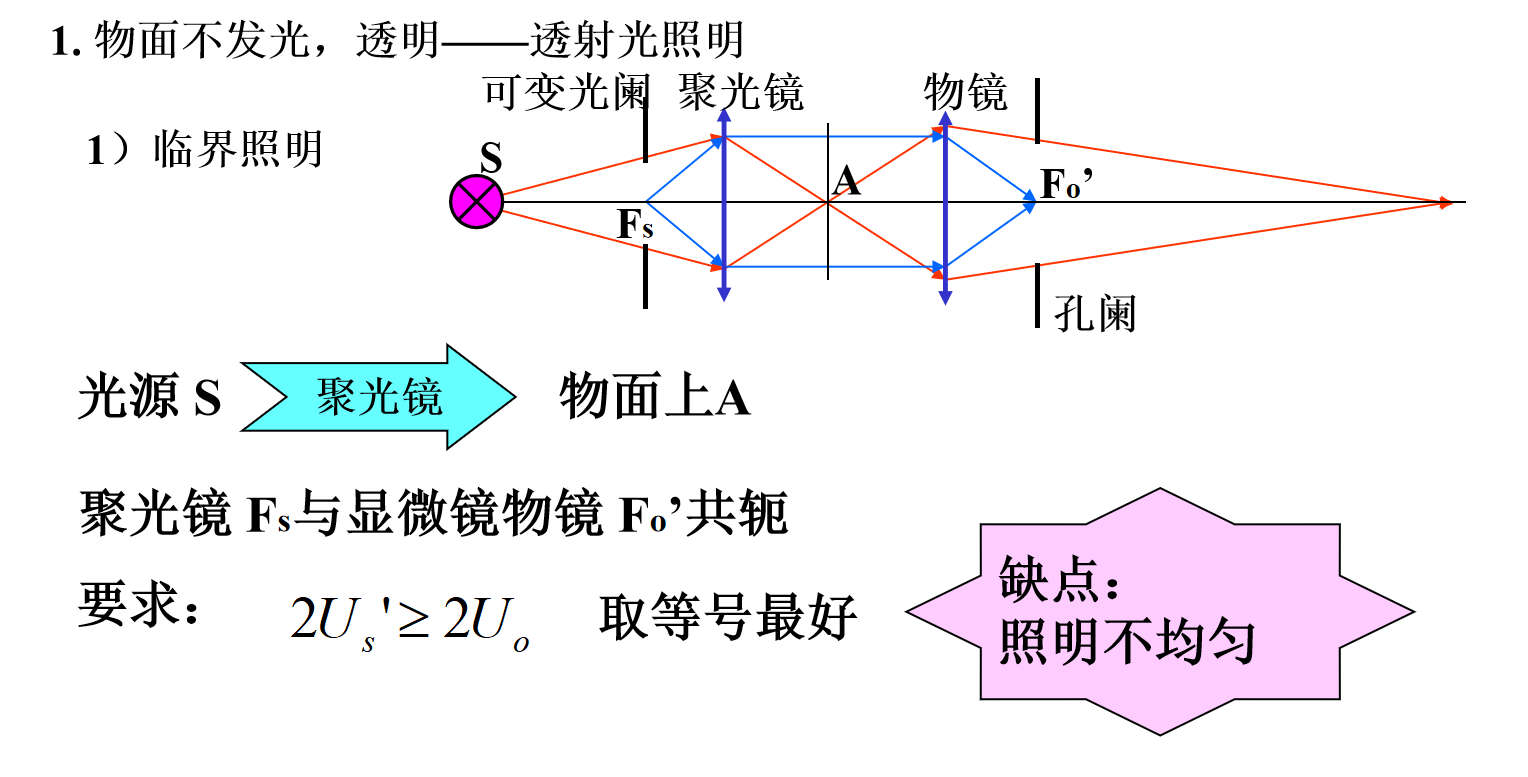 1. 物面不发光，透明——透射光照明
可变光阑 聚光镜 物镜
1）临界照明
S
A
Fo’
Fs
孔阑
光源 S 聚光镜 物面上A
聚光镜 Fs与显微镜物镜 Fo’共轭
要求： 2Us'≥2Uo 取等号最好
缺点：
照明不均匀